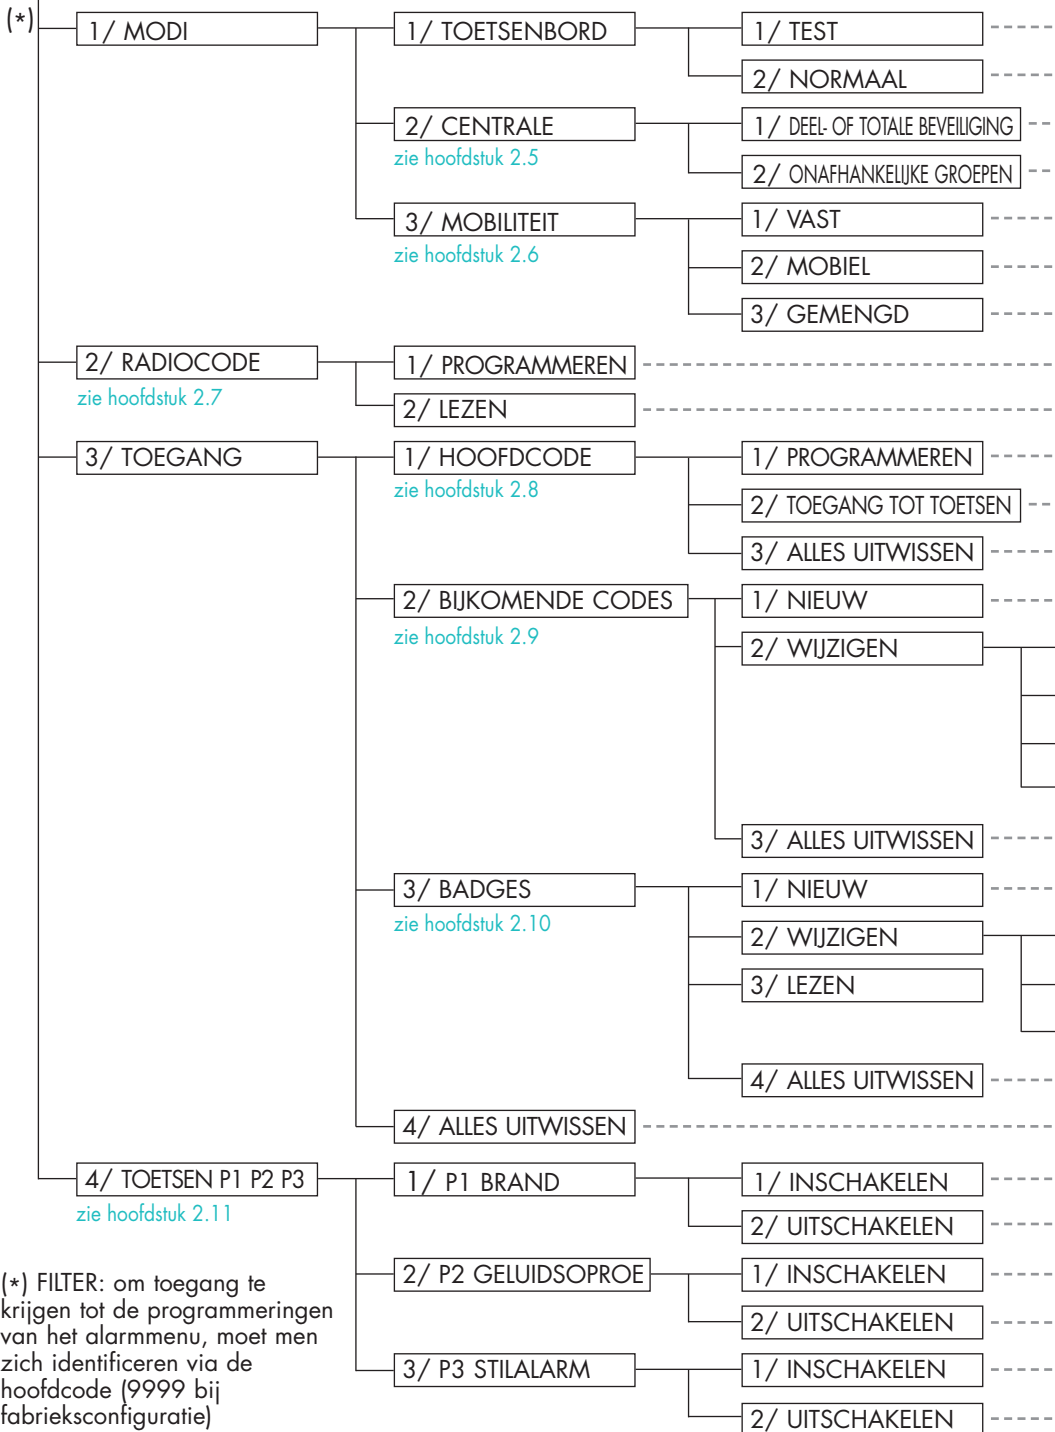 (*)
1/ MODI
1/ TOETSENBORD
1/ TEST
2/ NORMAAL
2/ CENTRALE
zie hoofdstuk 2.5
1/ DEEL- OF TOTALE BEVEILIGING
2/ ONAFHANKELIJKE GROEPEN
3/ MOBILITEIT
zie hoofdstuk 2.6
1/ VAST
2/ MOBIEL
3/ GEMENGD
2/ RADIOCODE
zie hoofdstuk 2.7
1/ PROGRAMMEREN
2/ LEZEN
3/ TOEGANG
1/ HOOFDCODE
zie hoofdstuk 2.8
1/ PROGRAMMEREN
2/ TOEGANG TOT TOETSEN
3/ ALLES UITWISSEN
2/ BIJKOMENDE CODES
zie hoofdstuk 2.9
1/ NIEUW
2/ WIJZIGEN
3/ ALLES UITWISSEN
3/ BADGES
zie hoofdstuk 2.10
1/ NIEUW
2/ WIJZIGEN
3/ LEZEN
4/ ALLES UITWISSEN
4/ ALLES UITWISSEN
4/ TOETSEN P1 P2 P3
zie hoofdstuk 2.11
1/ P1 BRAND
1/ INSCHAKELEN
2/ UITSCHAKELEN
2/ P2 GELUIDSOPROE
1/ INSCHAKELEN
2/ UITSCHAKELEN
3/ P3 STILALARM
1/ INSCHAKELEN
2/ UITSCHAKELEN
(*) FILTER: om toegang te
krijgen tot de programmeringen
van het alarmmenu, moet men
zich identificeren via de
hoofdcode (9999 bij
fabrieksconfiguratie)